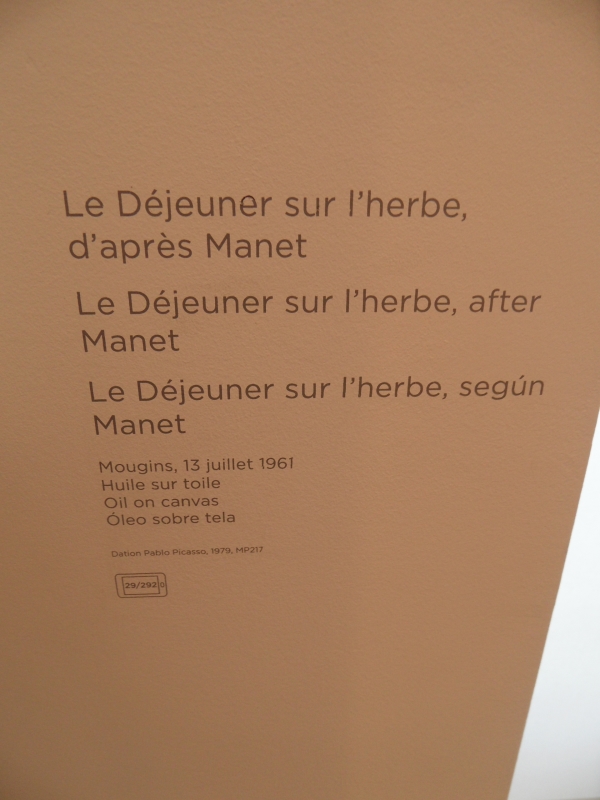 Le Déjeuner sur l'herbe,
d'après Manet
Le Déjeuner sur l'herbe, after
Manet
Le Déjeuner sur l'herbe, según
Manet
Mougins, 13 juillet 1961
Huile sur toile
Oil on canvas
Óleo sobre tela
Dation Pablo Picasso, 1979, MP217
29/292